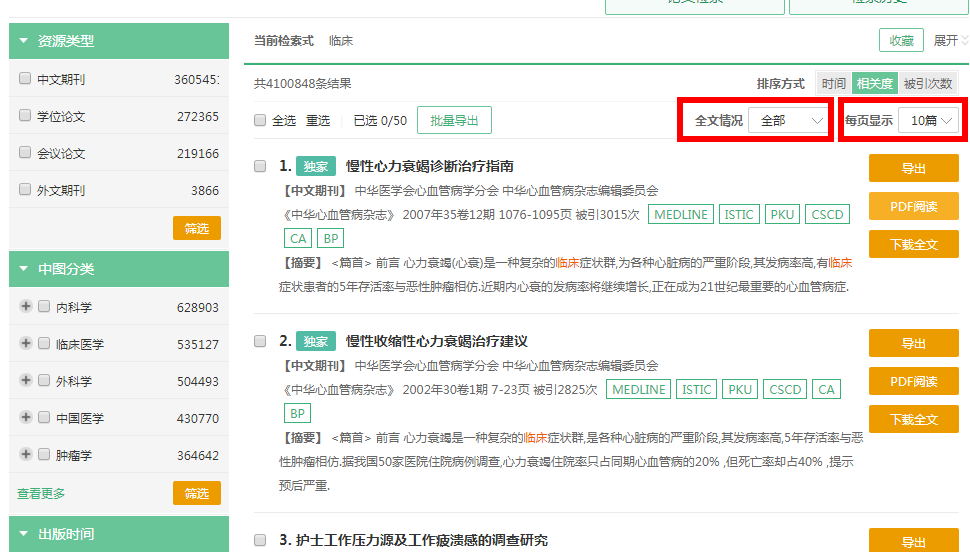 资源类型
中文期刊 360545
学位论文 272365
会议论文 219166
外文期刊 3866
筛选
中图分类
内科学 628903
临床医学 535127
外科学 504493
中国医学 430770
肿瘤学 364642
查看更多 筛选
出版时间
论文检索 检索历史
当前检索式 临床 收藏 展开
共4100848条结果 排序方式 时间 相关度 被引次数
全选 重选 已选 0/50 批量导出 全文情况 全部 每页显示 10篇
1. 独家 慢性心力衰竭诊断治疗指南 导出
【中文期刊】 中华医学会心血管病学分会 中华心血管病杂志编辑委员会
《中华心血管病杂志》 2007年35卷12期 1076-1095页 被引3015次 MEDLINE ISTIC PKU CSCD PDF阅读
CA BP 下载全文
【摘要】 <篇首> 前言 心力衰竭(心衰)是一种复杂的临床症状群,为各种心脏病的严重阶段,其发病率高,有临床
症状患者的5年存活率与恶性肿瘤相仿.近期内心衰的发病率将继续增长,正在成为21世纪最重要的心血管病症.
2. 独家 慢性收缩性心力衰竭治疗建议 导出
【中文期刊】 中华医学会心血管病学分会 中华心血管病杂志编辑委员会
《中华心血管病杂志》 2002年30卷1期 7-23页 被引2825次 MEDLINE ISTIC PKU CSCD CA PDF阅读
BP 下载全文
【摘要】 <篇首> 前言 心力衰竭是一种复杂的临床症状群,是各种心脏病的严重阶段,其发病率高,5年存活率与恶
性肿瘤相仿.据我国50家医院住院病例调查,心力衰竭住院率只占同期心血管病的20% ,但死亡率却占40% ,提示
预后严重.
3. 护士工作压力源及工作疲溃感的调查研究 导出